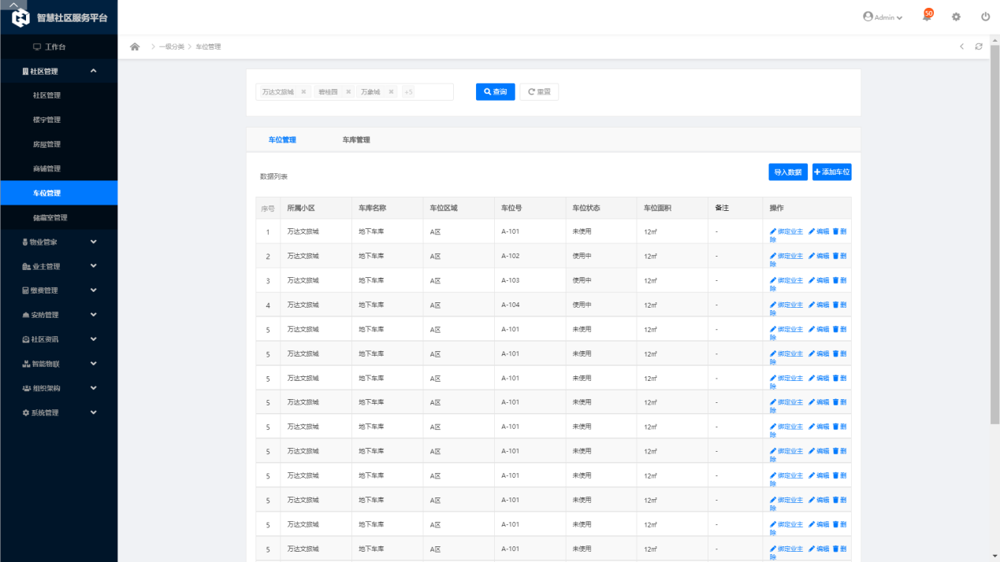 智慧社区服务平台
Admin
50
工作台
一级分类
车位管理
社区管理
社区管理
楼宇管理
房屋管理
商铺管理
车位管理
储藏室管理
物业管家
业主管理
缴费管理
安防管理
社区资讯
智能物联
组织架构
系统管理
万达文旅城 碧桂园 万象城 +5
查询 重置
车位管理 车库管理
数据列表 导入数据 添加车位
序号 所属小区 车库名称 车位区域 车位号 车位状态 车位面积 备注 操作
1 万达文旅城 地下车库 A区 A-101 未使用 12㎡ - 绑定业主 编辑 删
除
2 万达文旅城 地下车库 A区 A-102 使用中 12㎡ - 绑定业主 编辑 删
除
3 万达文旅城 地下车库 A区 A-103 使用中 12㎡ - 绑定业主 编辑 删
除
4 万达文旅城 地下车库 A区 A-104 使用中 12㎡ - 绑定业主 编辑 删
除
5 万达文旅城 地下车库 A区 A-101 未使用 12㎡ - 绑定业主 编辑 删
除
5 万达文旅城 地下车库 A区 A-101 未使用 12㎡ - 绑定业主 编辑 删
除
5 万达文旅城 地下车库 A区 A-101 未使用 12㎡ - 绑定业主 编辑 删
除
5 万达文旅城 地下车库 A区 A-101 未使用 12㎡ - 绑定业主 编辑 删
除
5 万达文旅城 地下车库 A区 A-101 未使用 12㎡ - 绑定业主 编辑 删
除
5 万达文旅城 地下车库 A区 A-101 未使用 12㎡ - 绑定业主 编辑 删
除
5 万达文旅城 地下车库 A区 A-101 未使用 12㎡ - 绑定业主 编辑 删
除
5 万达文旅城 地下车库 A区 A-101 未使用 12㎡ - 绑定业主 编辑 删
除
5 万达文旅城 地下车库 A区 A-101 未使用 12㎡ - 绑定业主 编辑 删
除
5 万达文旅城 地下车库 A区 A-101 未使用 12㎡ - 绑定业主 编辑 删
除